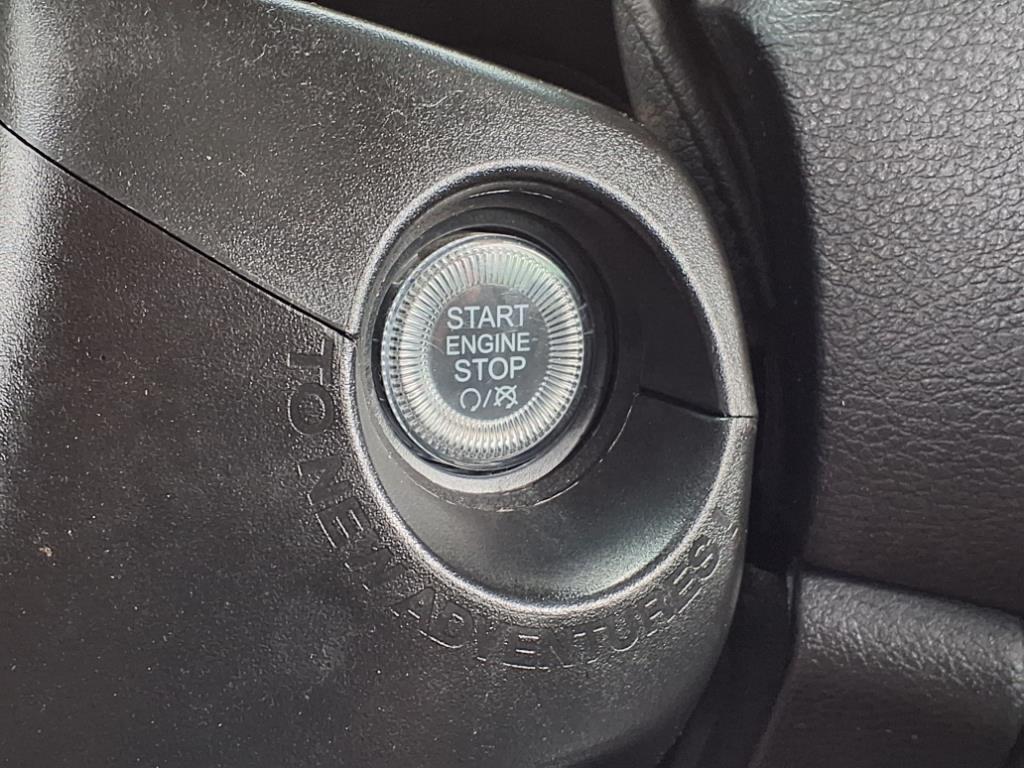 START
ENGINE
STOP
TO NEW ADVENTURES !